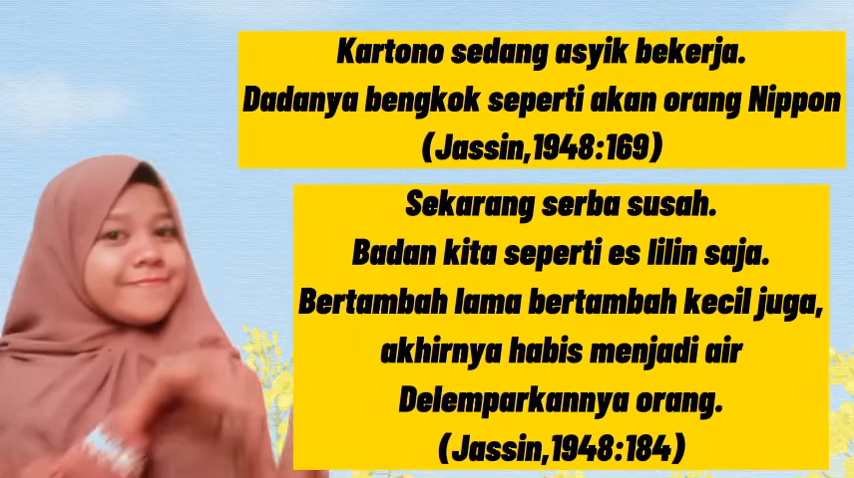 Kartono sedang asyik bekerja.
Dadanya bengkok seperti akan orang Nippon
(Jassin,1948:169)
Sekarang serba susah.
Badan kita seperti es lilin saja.
Bertambah lama bertambah kecil juga,
akhirnya habis menjadi air
Delemparkannya orang.
(Jassin,1948:184)